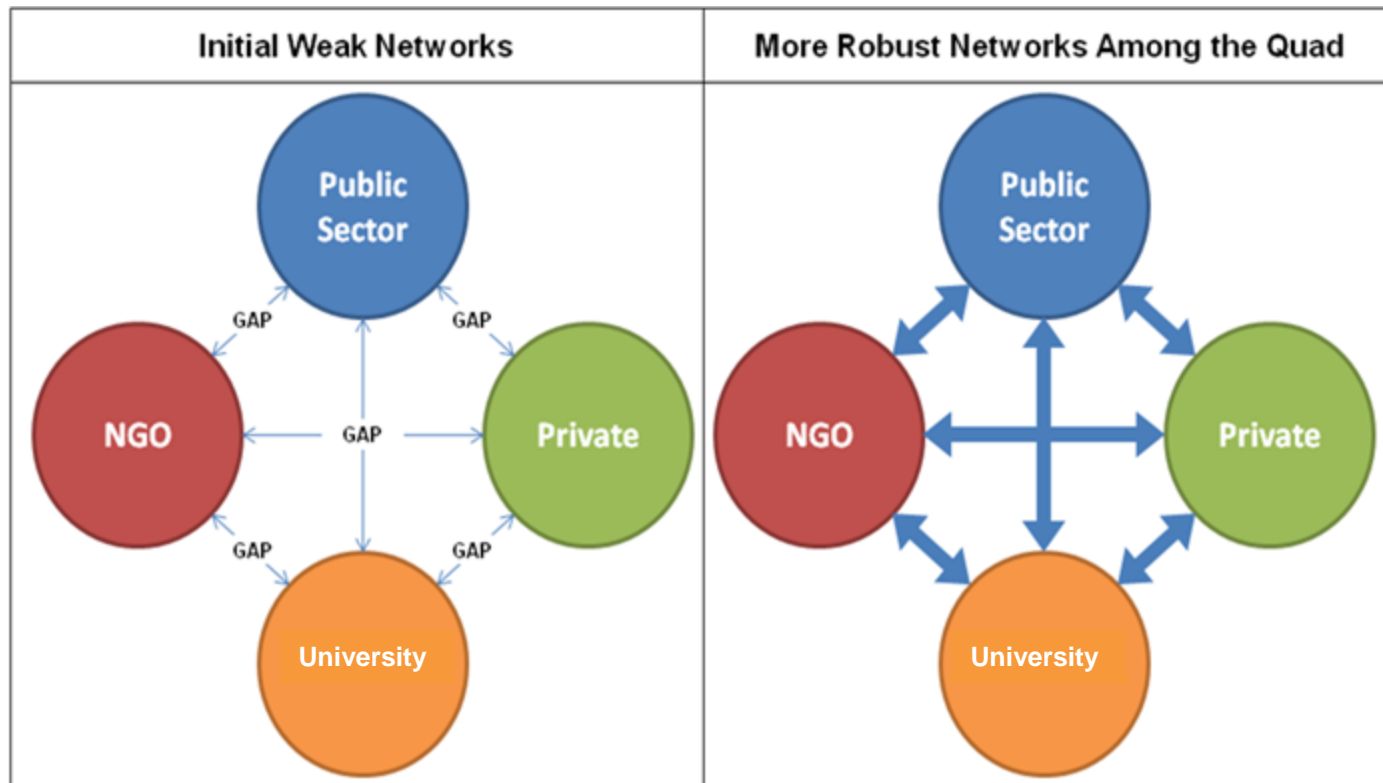 Initial Weak Networks
Public
Sector
GAP
GAP
NGO
GAP
Private
GAP
GAP
University
More Robust Networks Among the Quad
Public
Sector
NGO
Private
University